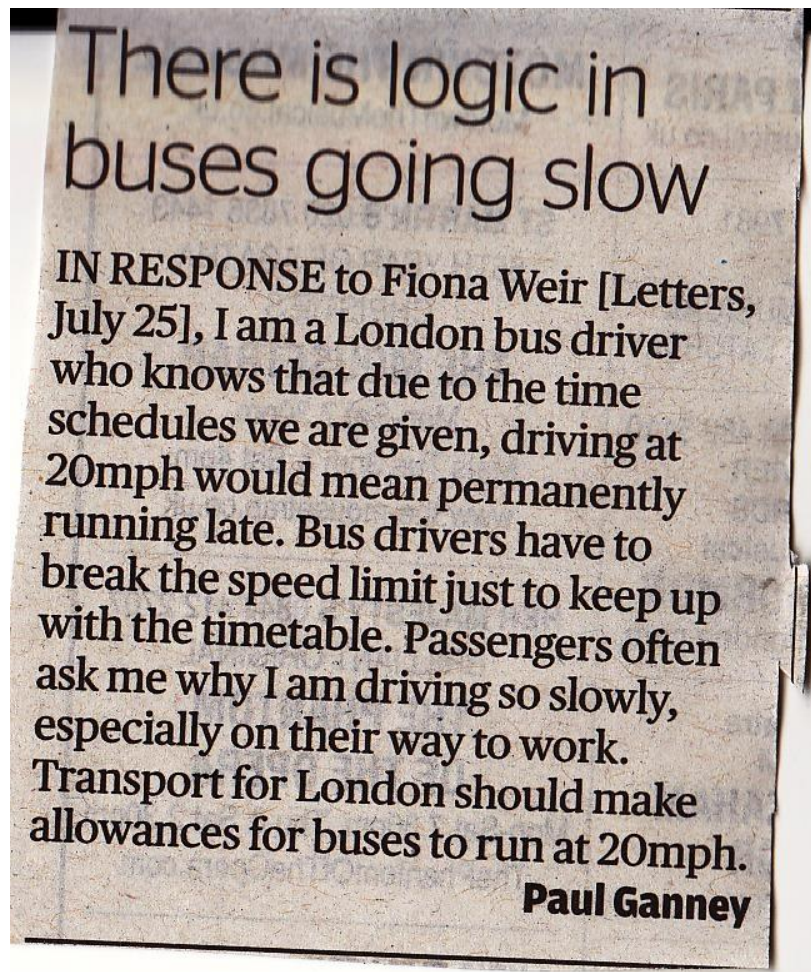 There is logic in
buses going slow
IN RESPONSE to Fiona Weir [Letters,
July 25], I am a London bus driver
who knows that due to the time
schedules we are given, driving at
20mph would mean permanently
running late. Bus drivers have to
break the speed limit just to keep up
with the timetable. Passengers often
ask me why I am driving so slowly,
especially on their way to work.
Transport for London should make
allowances for buses to run at 20mph.
Paul Ganney